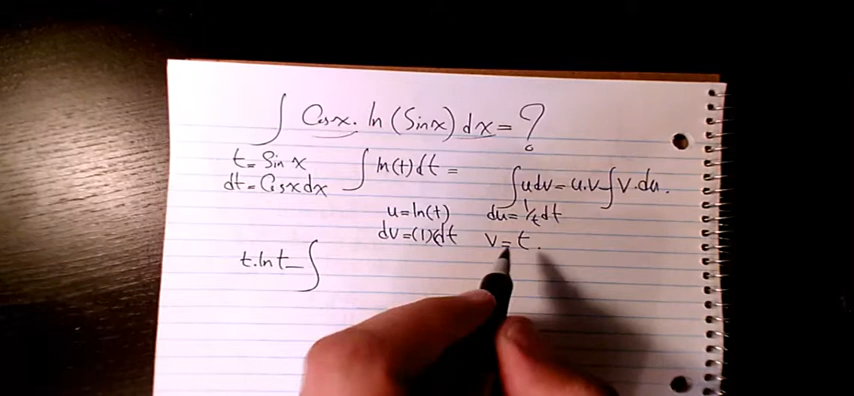 ∫ Cosx. ln(Sinx) dx = ?
t = Sin x
dt = Cosx dx
∫ ln(t) dt =
∫udv = u.v - ∫v.du.
u = ln(t)
du = 1/t dt
dv = (1)(dt
v = t.
t.ln t - ∫